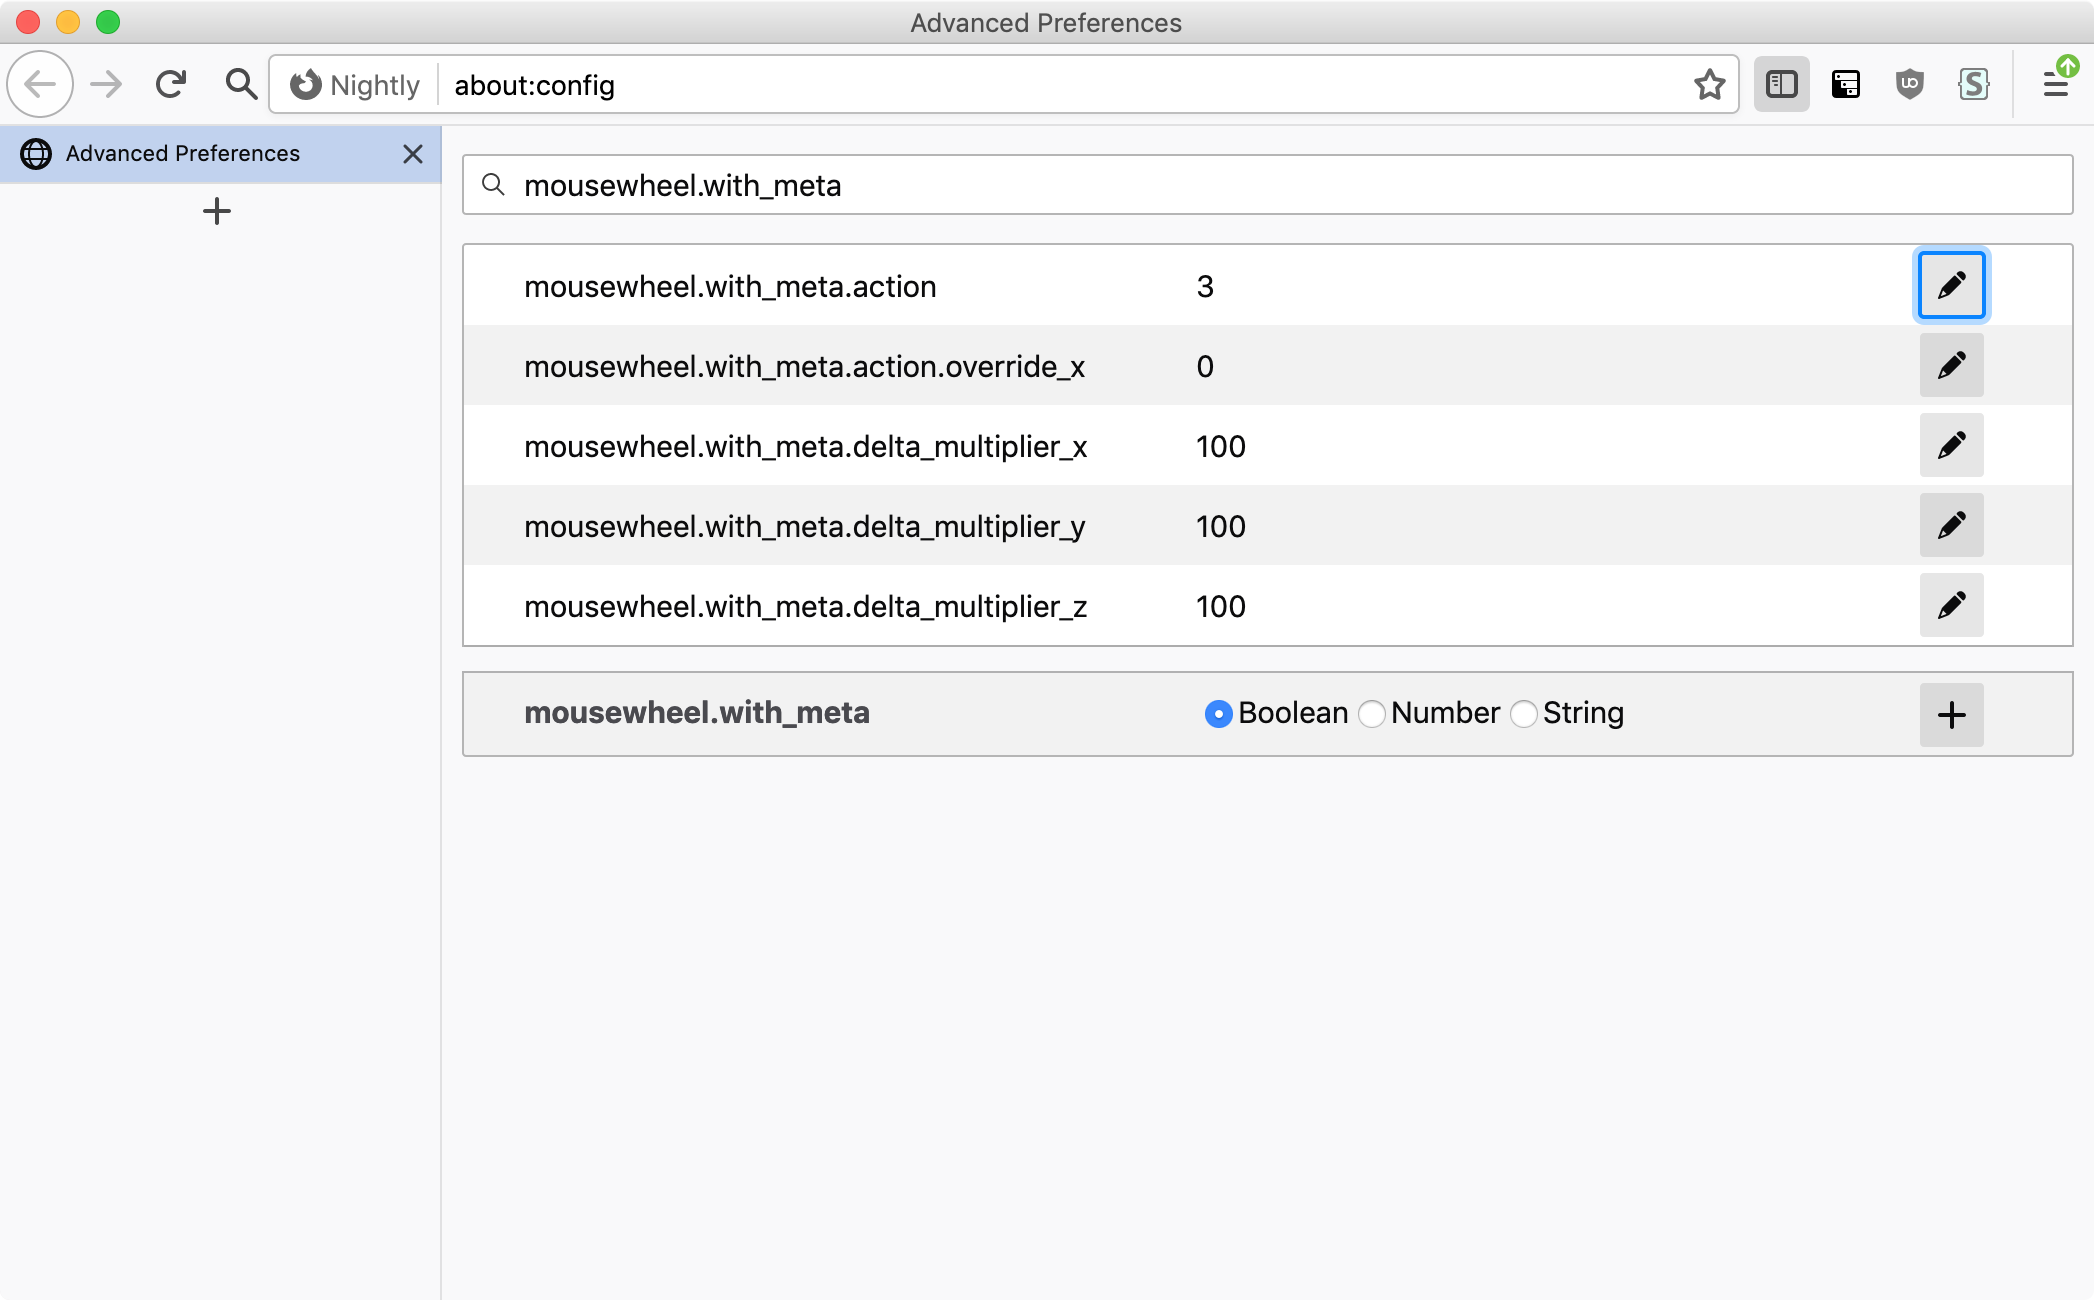 Advanced Preferences
Nightly about:config
Advanced Preferences
mousewheel.with_meta
mousewheel.with_meta.action 3
mousewheel.with_meta.action.override_x 0
mousewheel.with_meta.delta_multiplier_x 100
mousewheel.with_meta.delta_multiplier_y 100
mousewheel.with_meta.delta_multiplier_z 100
mousewheel.with_meta Boolean Number String